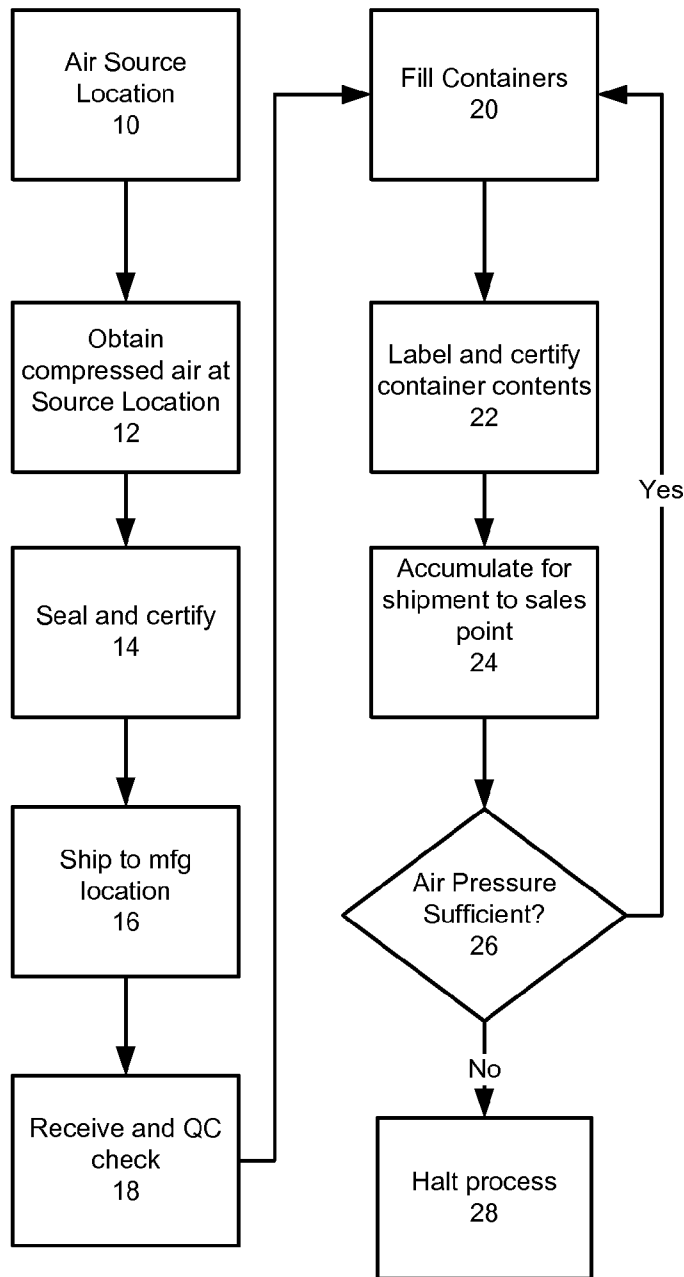 Air Source
Location
10
Obtain
compressed air at
Source Location
12
Seal and certify
14
Ship to mfg
location
16
Receive and QC
check
18
Fill Containers
20
Label and certify
container contents
22
Accumulate for
shipment to sales
point
24
Air Pressure
Sufficient?
26
Yes
No
Halt process
28